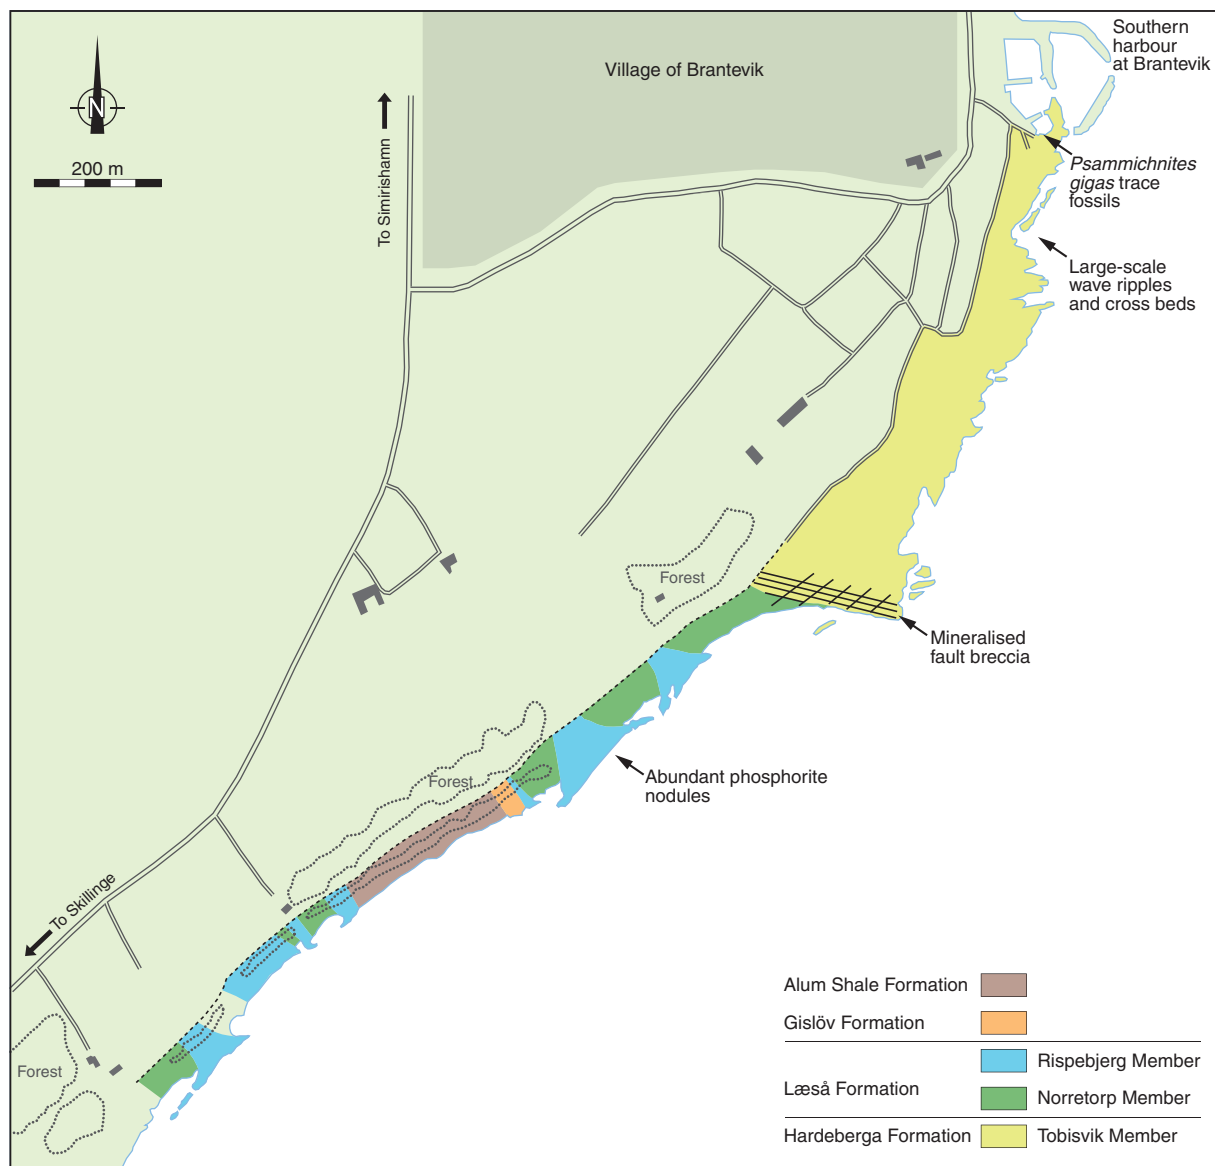 Southern
harbour
at Brantevik
Village of Brantevik
N
200 m
To Simirishamn
Psammichnites
gigas trace
fossils
Large-scale
wave ripples
and cross beds
Forest
Mineralised
fault breccia
Forest
Abundant phosphorite
nodules
To Skillinge
Forest
Alum Shale Formation
Gislöv Formation
Rispebjerg Member
Læså Formation
Norretorp Member
Hardeberga Formation Tobisvik Member